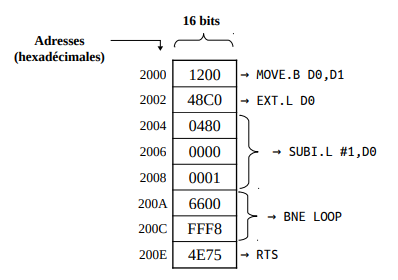 16 bits
Adresses
(hexadécimales)
2000 1200 → MOVE.B D0,D1
2002 48C0 → EXT.L D0
2004 0480
2006 0000 → SUBI.L #1,D0
2008 0001
200A 6600
→ BNE LOOP
200C FFF8
200E 4E75 → RTS